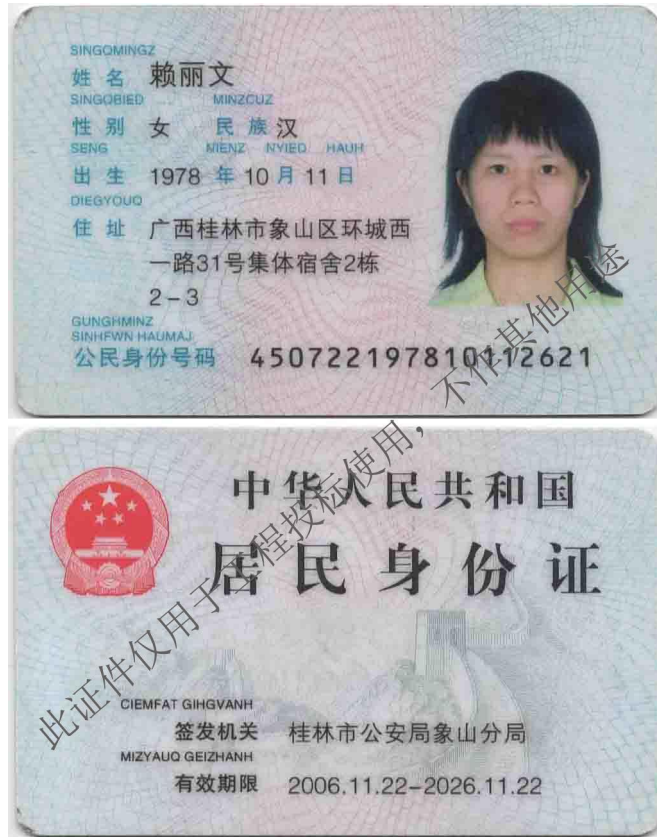 SINGQMINGZ
姓 名 赖丽文
SINGQBIED MINZCUZ
性 别 女 民 族 汉
SENG NIENZ NYIED HAUH
出 生 1978 年 10 月 11 日
DIEGYOUQ
住 址 广西桂林市象山区环城西
一路31号集体宿舍2栋
2-3
GUNGHMINZ
SINHFWN HAUMAJ
公民身份号码 450722197810112621
中华人民共和国
居民身份证
CIEMFAT GIHGVANH
签发机关 桂林市公安局象山分局
MIZYAUQ GEIZHANH
有效期限 2006.11.22-2026.11.22
此证件仅用于工程投标使用，不作其他用途